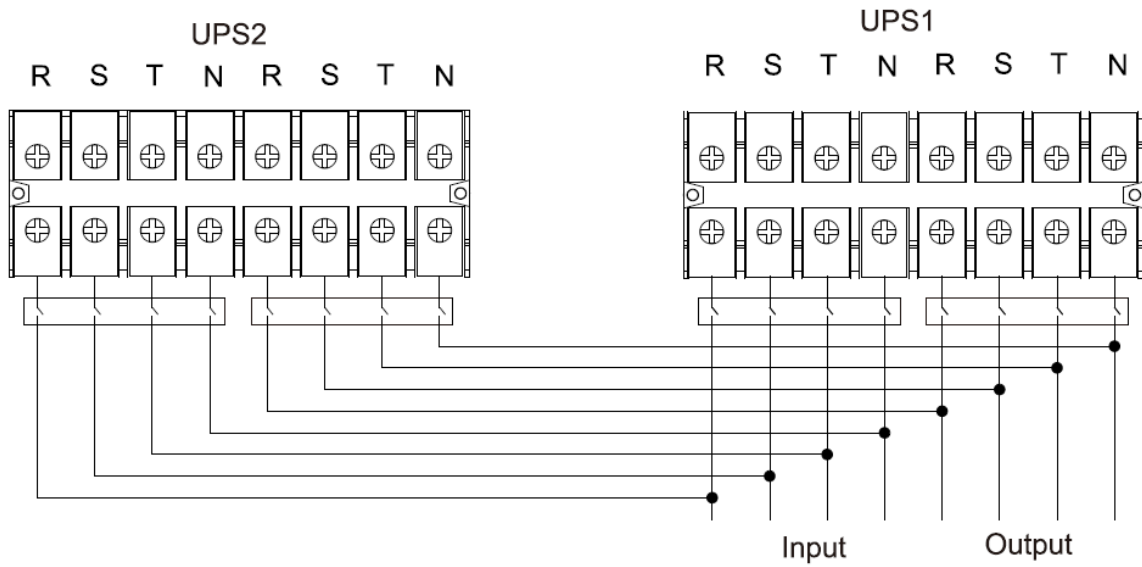 UPS2
R S T N R S T N
UPS1
R S T N R S T N
Input
Output